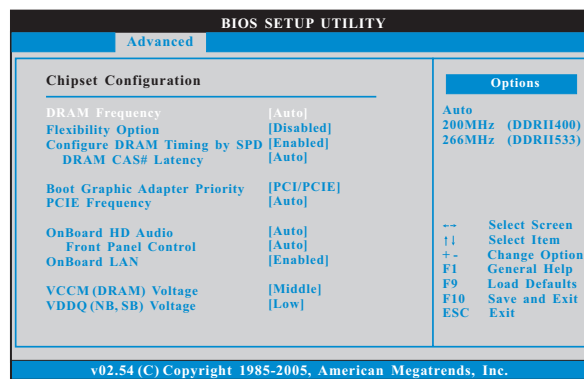 BIOS SETUP UTILITY
Advanced
Chipset Configuration
DRAM Frequency [Auto]
Flexibility Option [Disabled]
Configure DRAM Timing by SPD [Enabled]
DRAM CAS# Latency [Auto]
Boot Graphic Adapter Priority [PCI/PCIE]
PCIE Frequency [Auto]
OnBoard HD Audio [Auto]
Front Panel Control [Auto]
OnBoard LAN [Enabled]
VCCM (DRAM) Voltage [Middle]
VDDQ (NB, SB) Voltage [Low]
Options
Auto
200MHz (DDRII400)
266MHz (DDRII533)
↔ Select Screen
↑↓ Select Item
+ - Change Option
F1 General Help
F9 Load Defaults
F10 Save and Exit
ESC Exit
v02.54 (C) Copyright 1985-2005, American Megatrends, Inc.